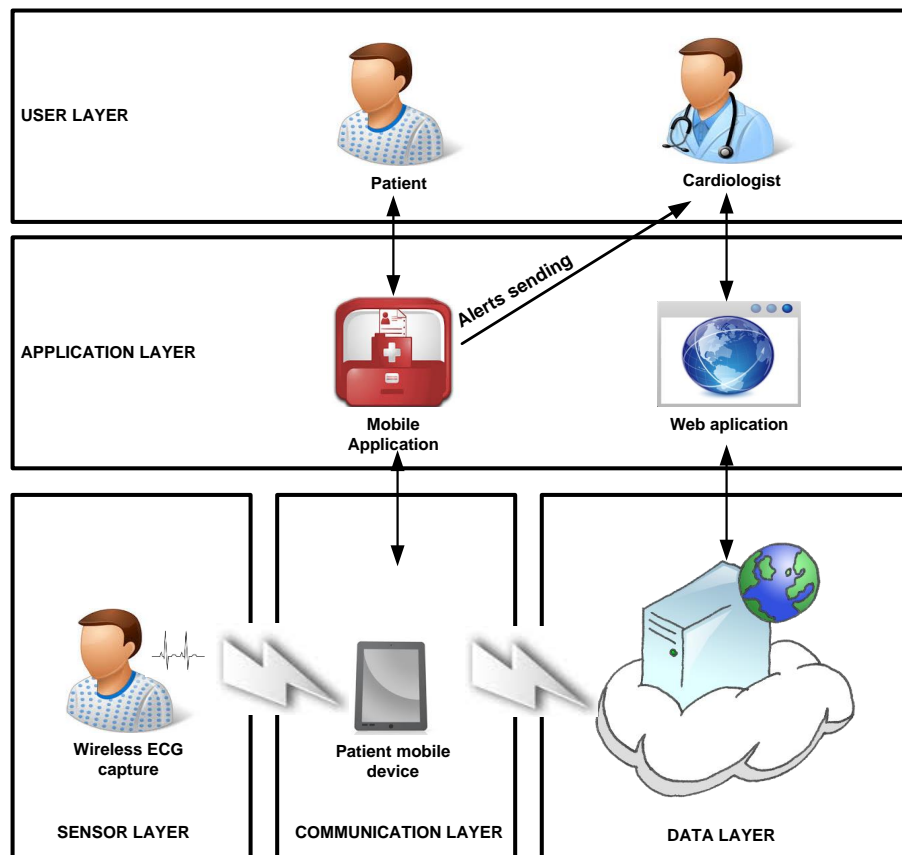 USER LAYER
Patient
Cardiologist
Alerts sending
APPLICATION LAYER
Mobile
Application
Web aplication
Wireless ECG
capture
Patient mobile
device
SENSOR LAYER
COMMUNICATION LAYER
DATA LAYER